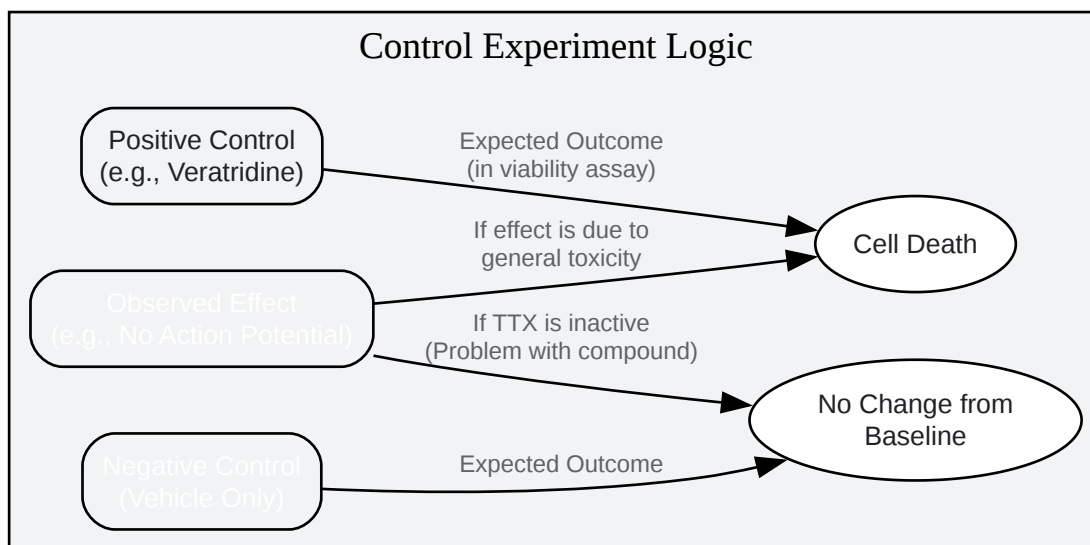 Control Experiment Logic
Positive Control
(e.g., Veratridine)
Expected Outcome
(in viability assay)
If effect is due to
general toxicity
Cell Death
Observed Effect
(e.g., No Action Potential)
If TTX is inactive
(Problem with compound)
No Change from
Baseline
Negative Control
(Vehicle Only)
Expected Outcome